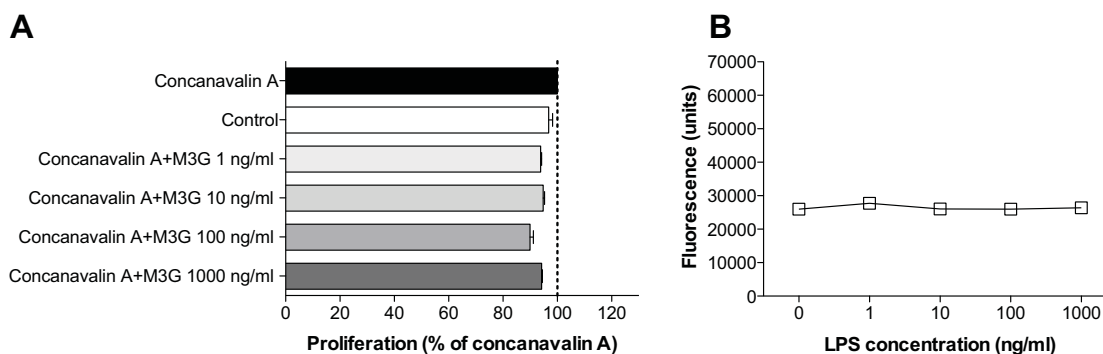 A
Concanavalin A
Control
Concanavalin A+M3G 1 ng/ml
Concanavalin A+M3G 10 ng/ml
Concanavalin A+M3G 100 ng/ml
Concanavalin A+M3G 1000 ng/ml
0 20 40 60 80 100 120
Proliferation (% of concanavalin A)
B
Fluorescence (units)
70000
60000
50000
40000
30000
20000
10000
0
0 1 10 100 1000
LPS concentration (ng/ml)